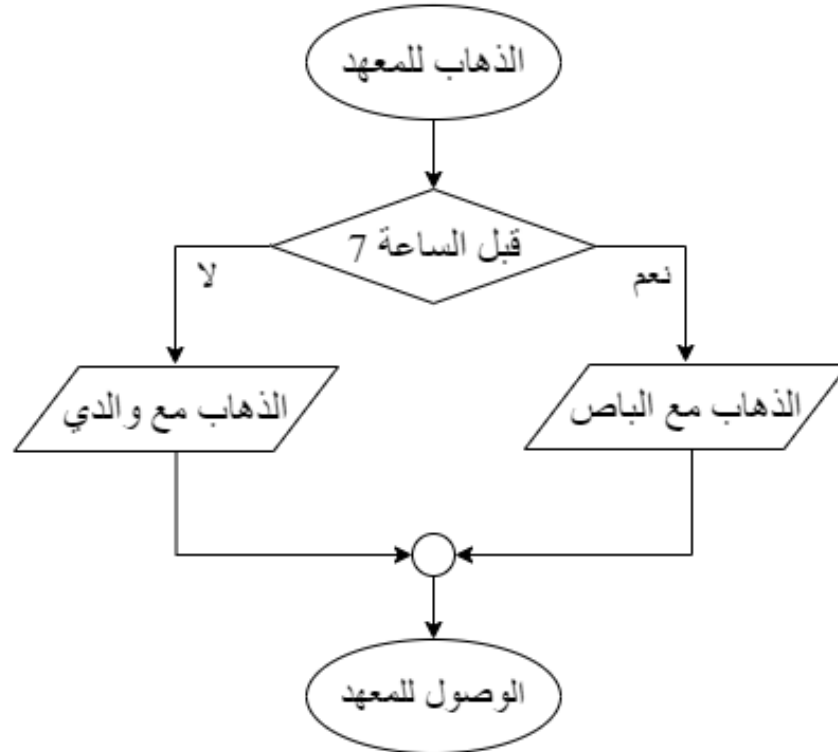 الذهاب للمعهد
قبل الساعة 7
نعم
لا
الذهاب مع الباص
الذهاب مع والدي
الوصول للمعهد